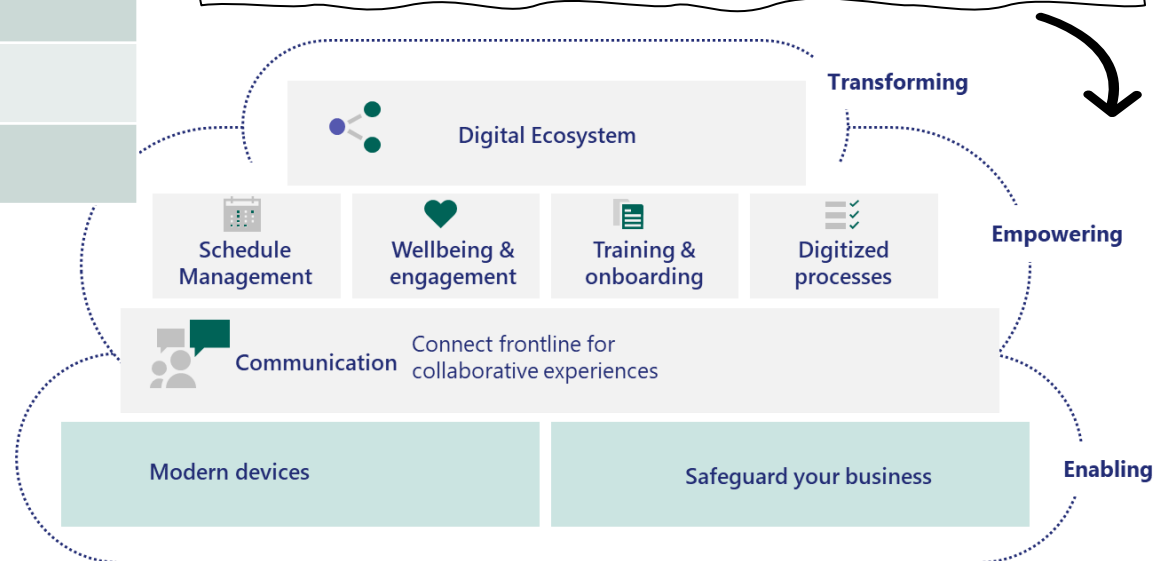 Transforming
Digital Ecosystem
Schedule
Management
Wellbeing &
engagement
Training &
onboarding
Digitized
processes
Empowering
Communication
Connect frontline for
collaborative experiences
Modern devices
Safeguard your business
Enabling